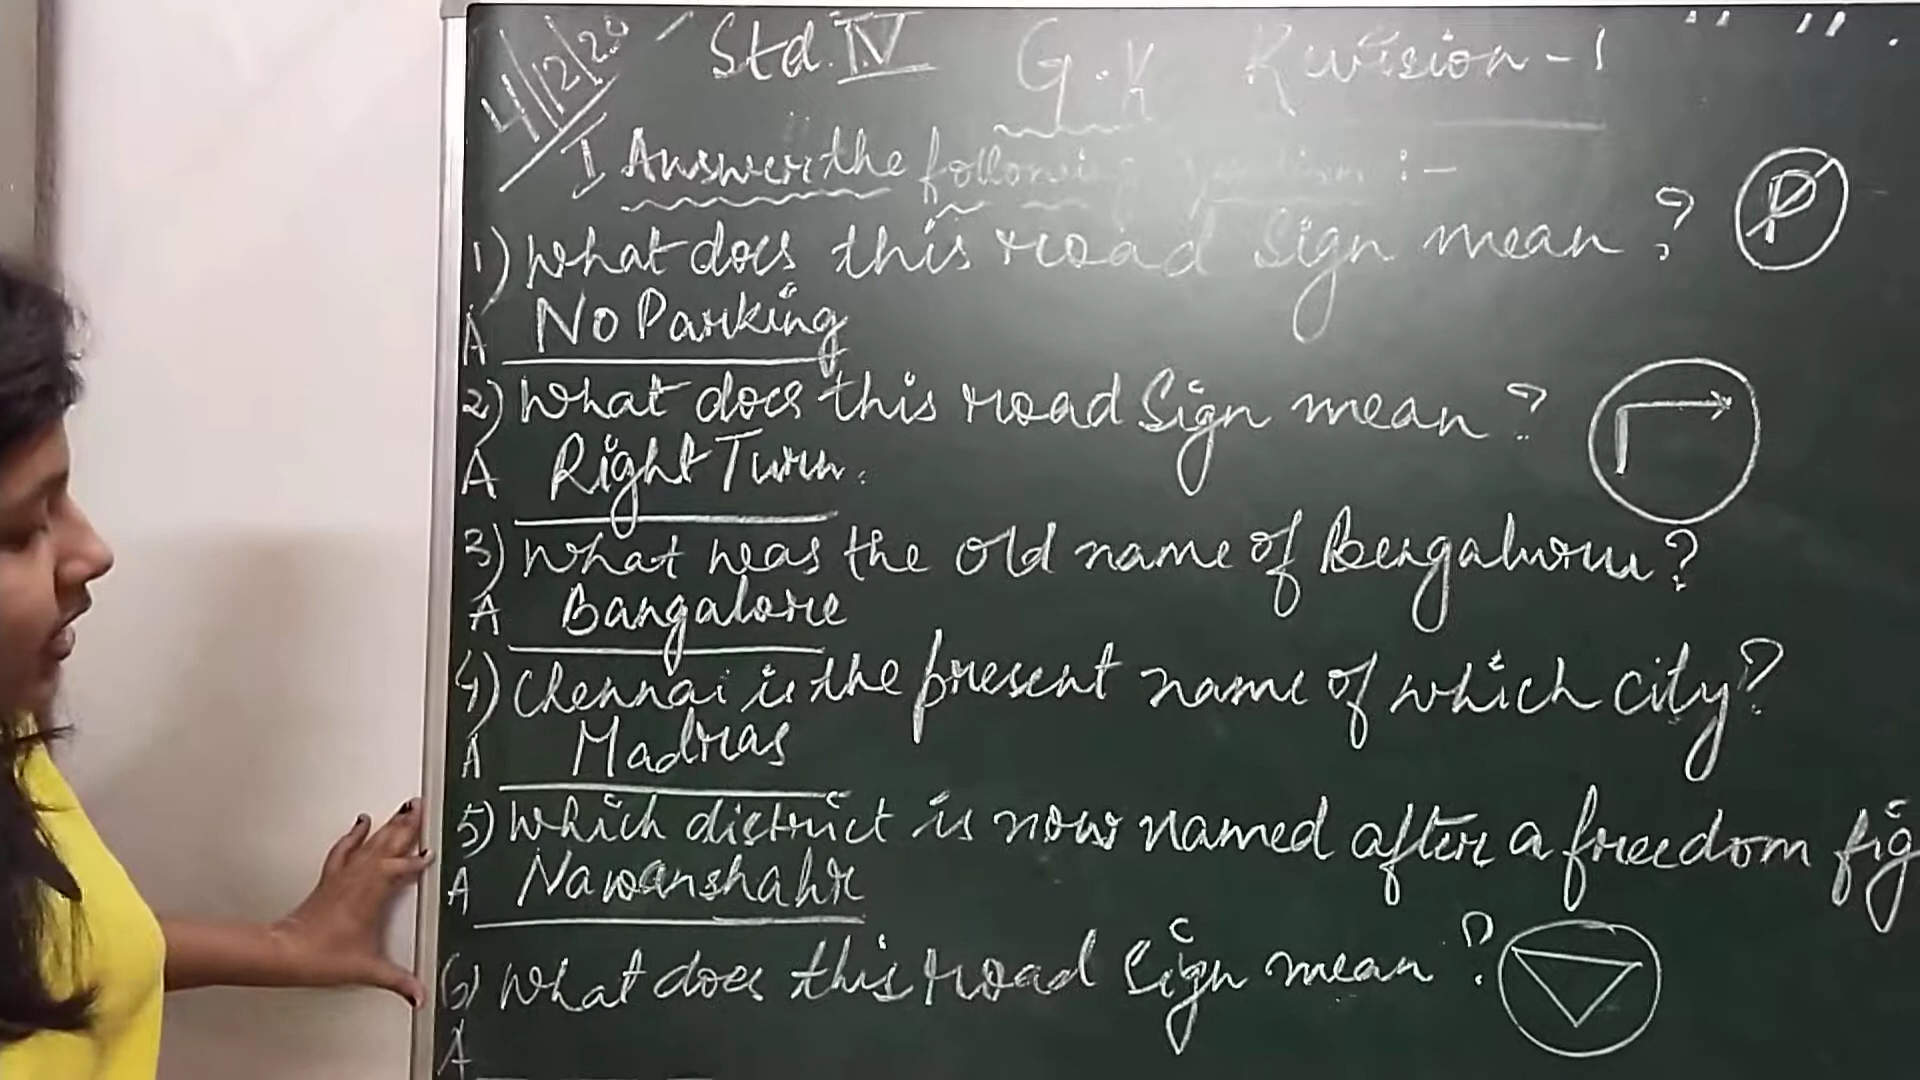 4/12/20 Std. IV G.K Revision - 1
I Answer the following question :-
1) What does this road Sign mean ? P
A No Parking
2) What does this road Sign mean ?
A Right Turn.
3) What was the old name of Bengaluru ?
A Bangalore
4) Chennai is the present name of which city ?
A Madras
5) Which district is now named after a freedom fig
A Nawanshahr
6) What does this road Sign mean ?
A